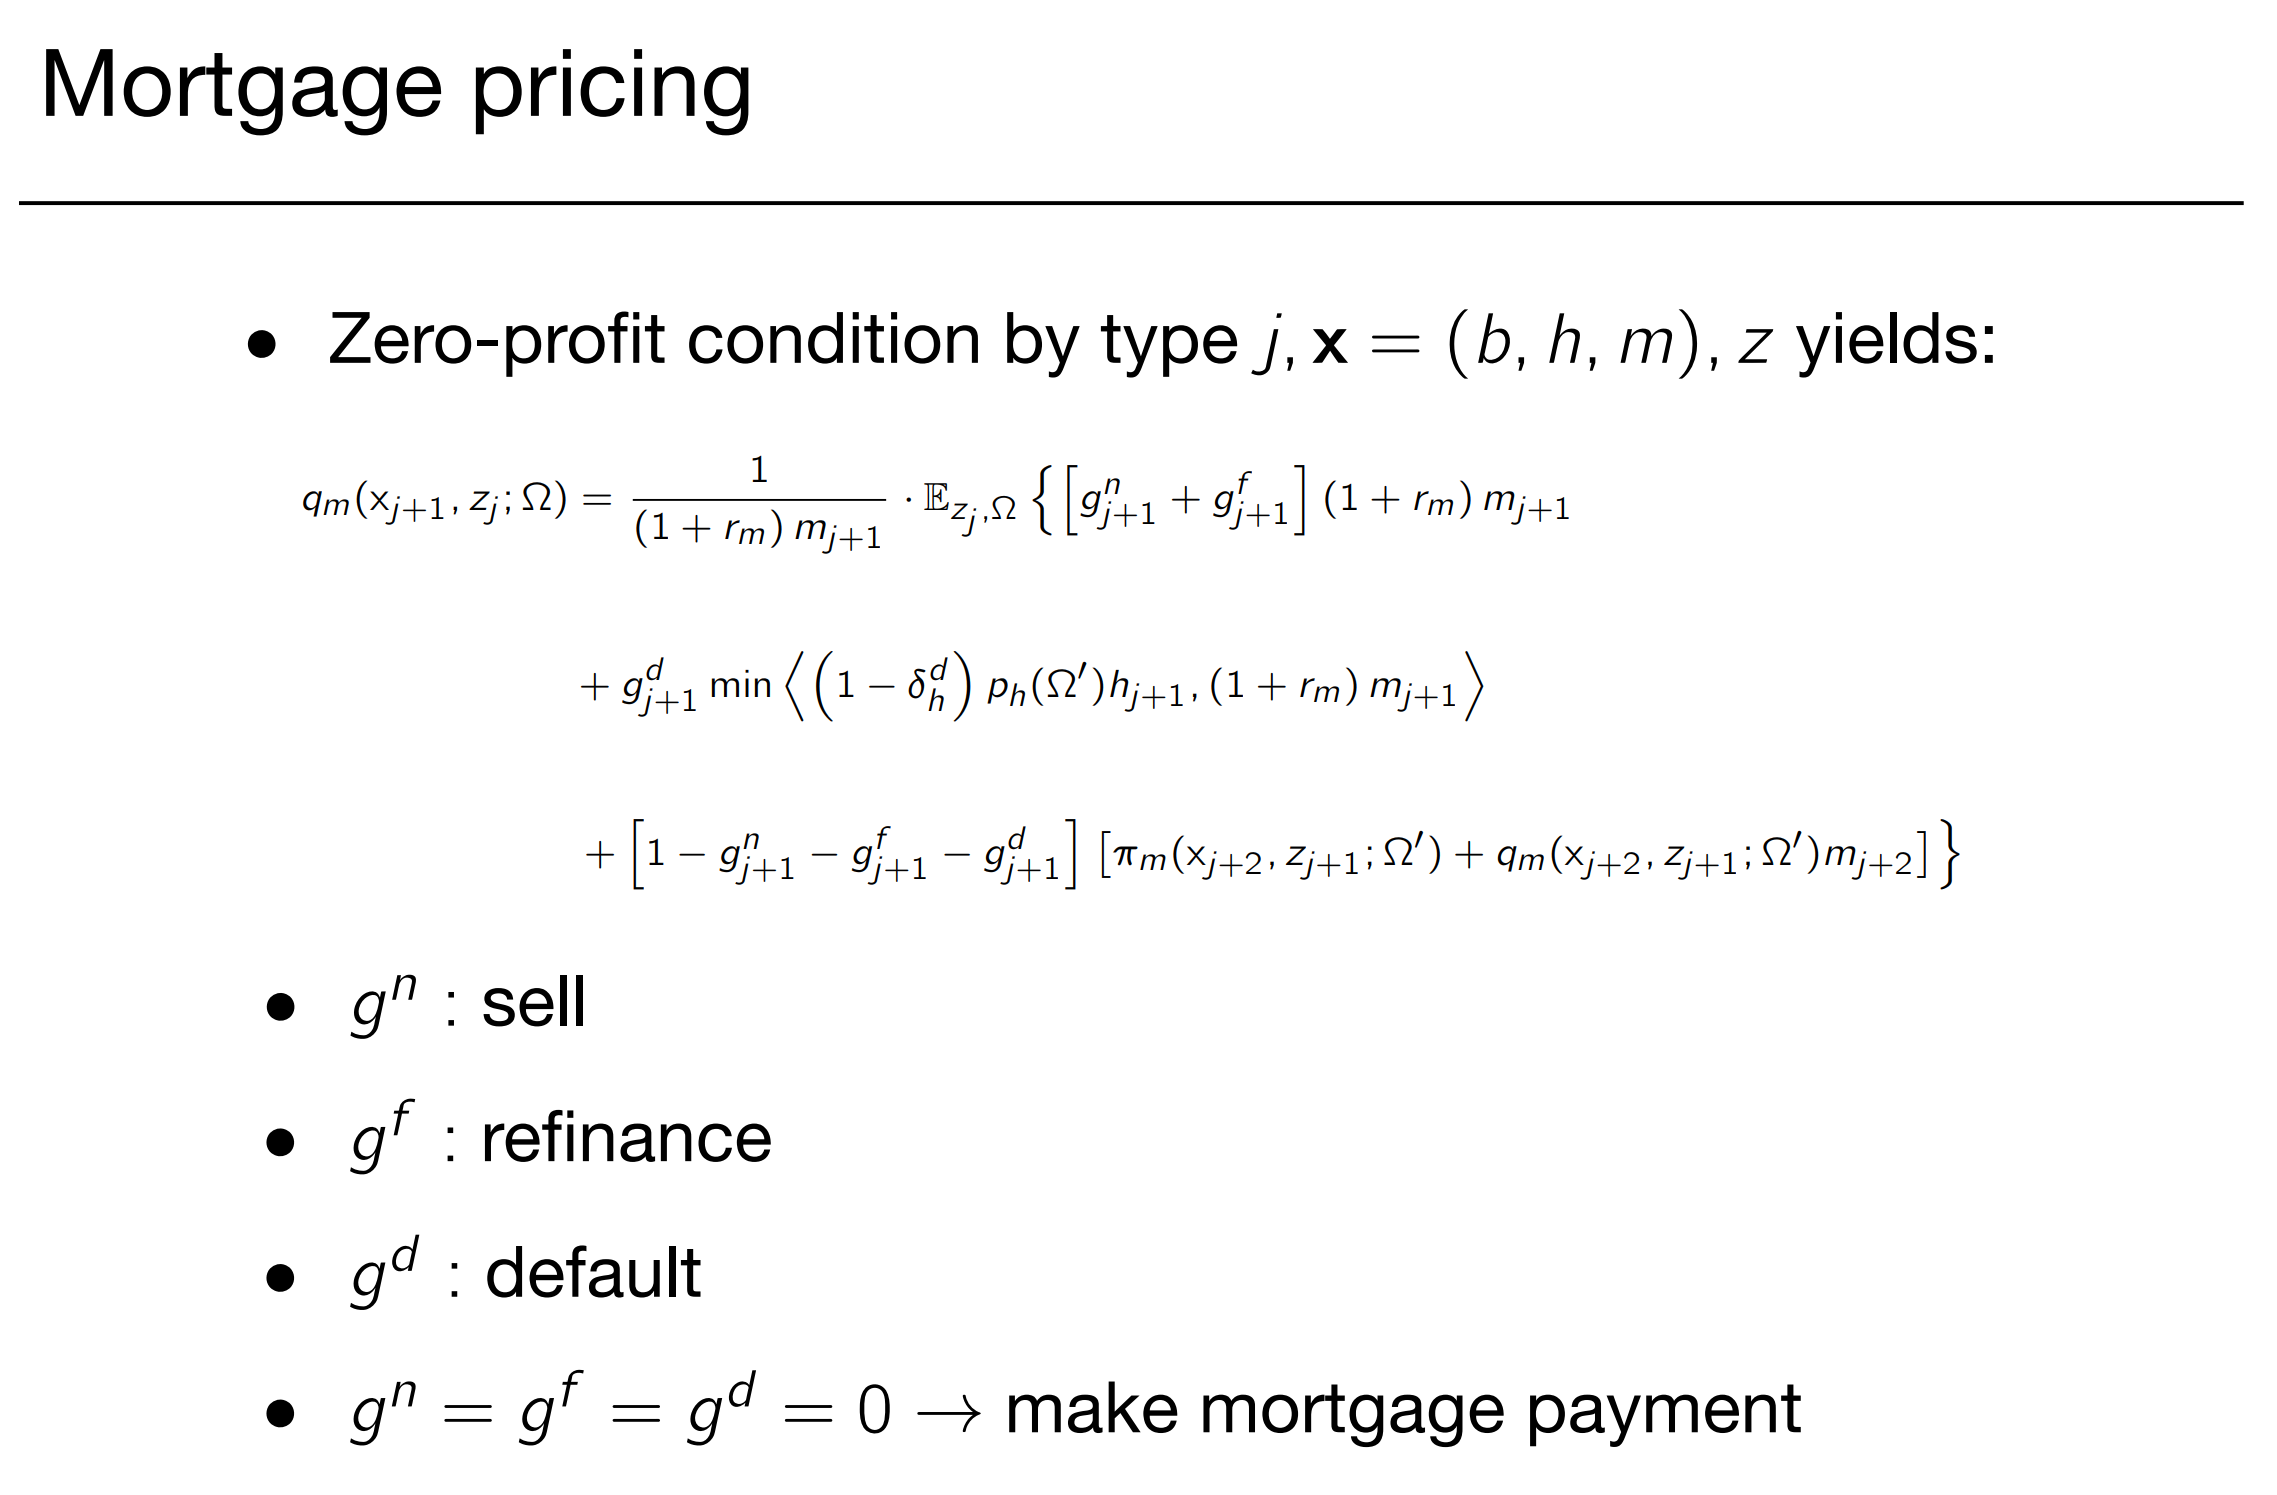 Mortgage pricing
• Zero-profit condition by type $j, \mathbf{x} = (b, h, m), z$ yields:
$q_m(\mathrm{x}_{j+1}, z_j; \Omega) = \frac{1}{(1 + r_m)\, m_{j+1}} \cdot \mathbb{E}_{z_j,\Omega} \left\{ \left[ g^n_{j+1} + g^f_{j+1} \right] (1 + r_m)\, m_{j+1} \right.$
$+ g^d_{j+1} \min \left\langle \left( 1 - \delta^d_h \right) p_h(\Omega') h_{j+1}, (1 + r_m)\, m_{j+1} \right\rangle$
$\left. + \left[ 1 - g^n_{j+1} - g^f_{j+1} - g^d_{j+1} \right] \left[ \pi_m(\mathrm{x}_{j+2}, z_{j+1}; \Omega') + q_m(\mathrm{x}_{j+2}, z_{j+1}; \Omega') m_{j+2} \right] \right\}$
• $g^n$ : sell
• $g^f$ : refinance
• $g^d$ : default
• $g^n = g^f = g^d = 0 \rightarrow$ make mortgage payment